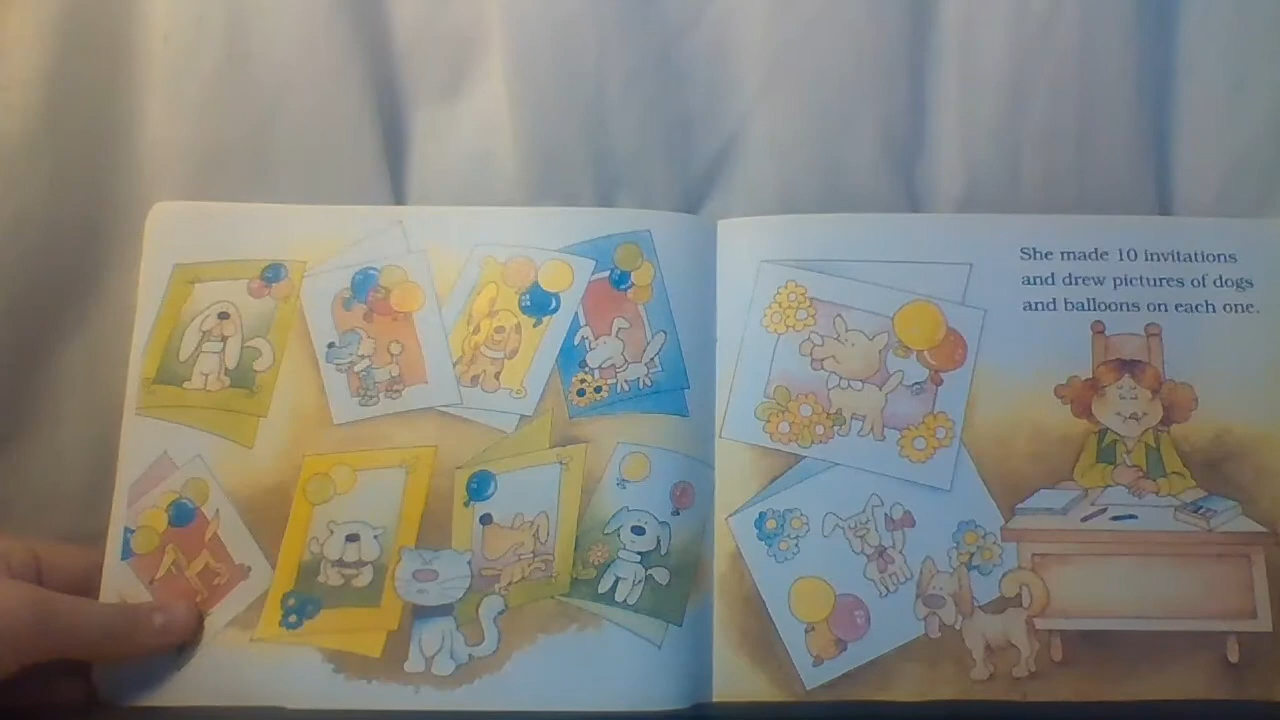 She made 10 invitations
and drew pictures of dogs
and balloons on each one.